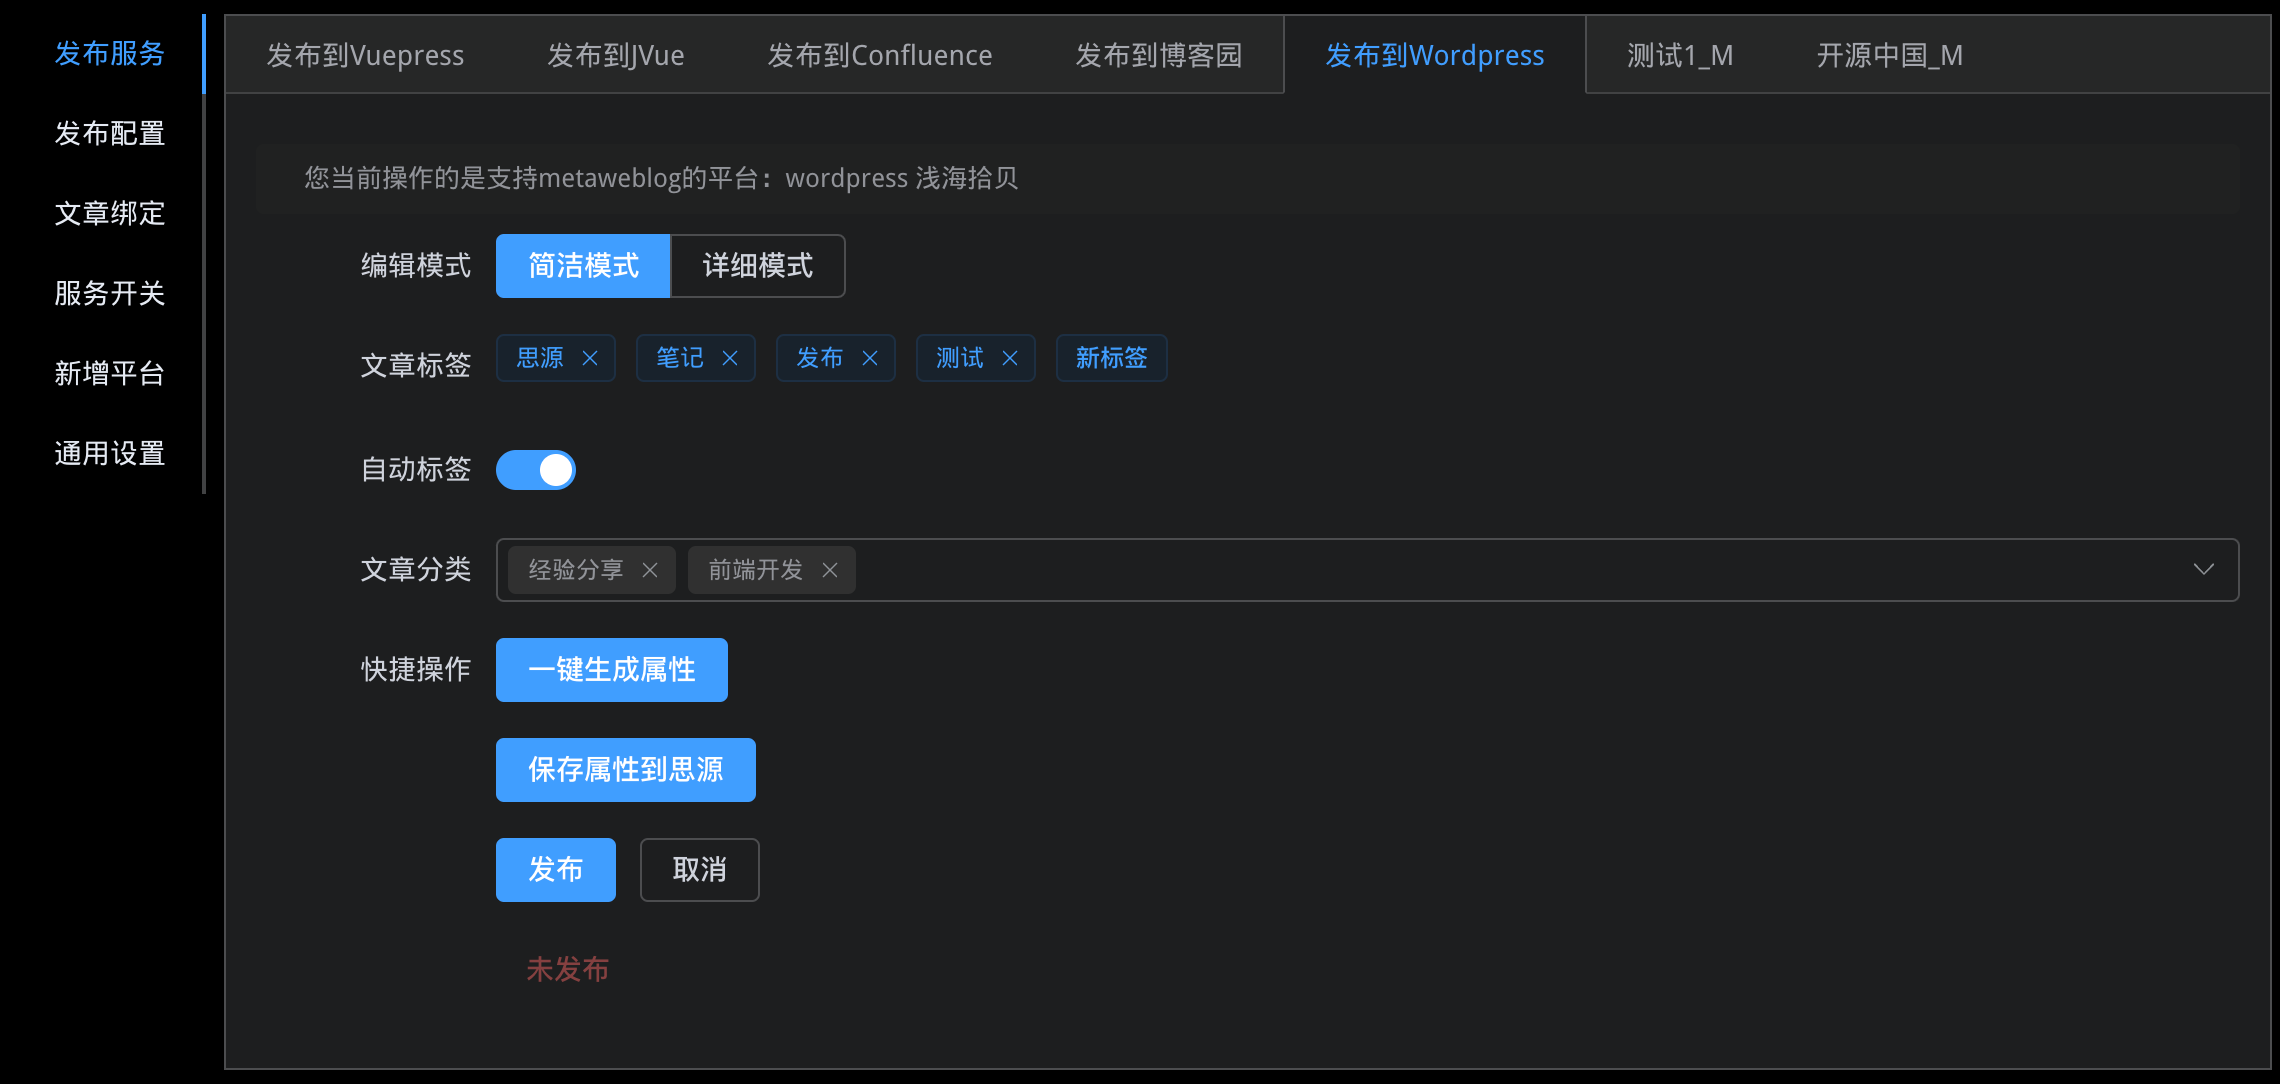 发布服务
发布配置
文章绑定
服务开关
新增平台
通用设置
发布到Vuepress 发布到JVue 发布到Confluence 发布到博客园 发布到Wordpress 测试1_M 开源中国_M
您当前操作的是支持metaweblog的平台：wordpress 浅海拾贝
编辑模式 简洁模式 详细模式
文章标签 思源 笔记 发布 测试 新标签
自动标签
文章分类 经验分享 前端开发
快捷操作 一键生成属性
保存属性到思源
发布 取消
未发布